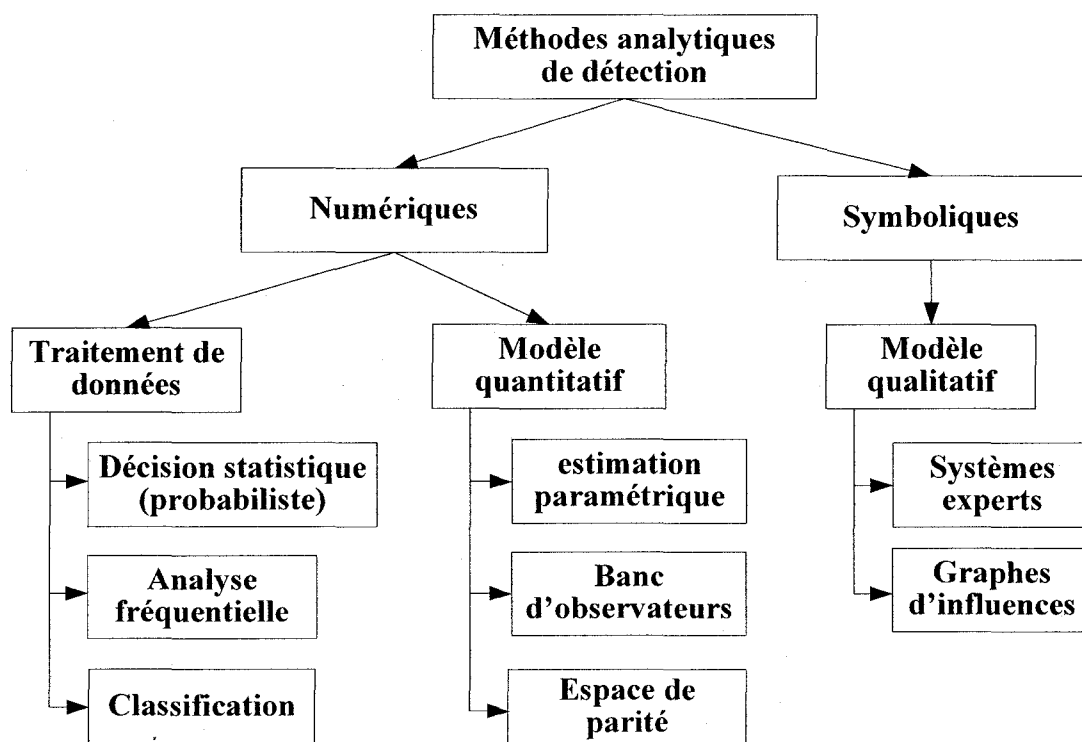 Méthodes analytiques
de détection
Numériques
Symboliques
Traitement de
données
Modèle
quantitatif
Modèle
qualitatif
Décision statistique
(probabiliste)
estimation
paramétrique
Systèmes
experts
Analyse
fréquentielle
Banc
d'observateurs
Graphes
d'influences
Classification
Espace de
parité